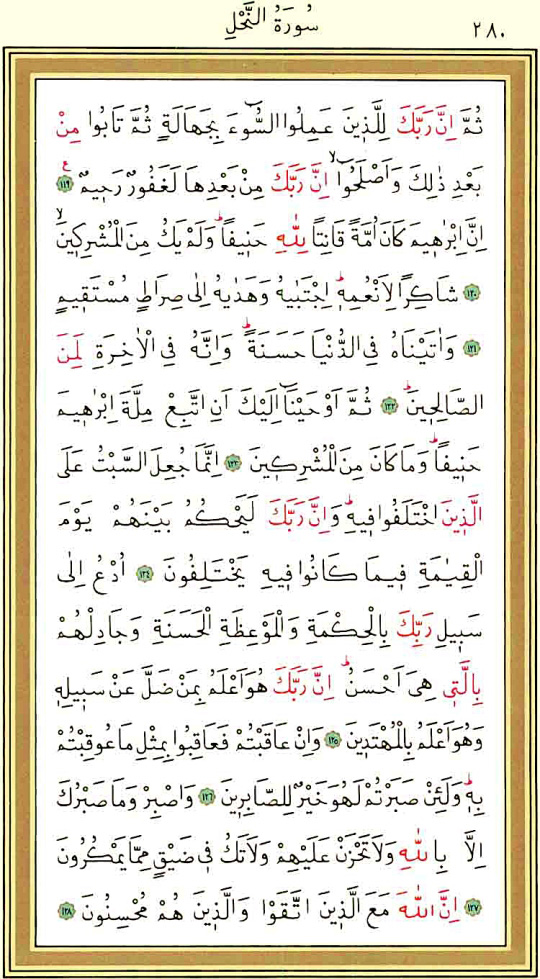 ٢٨٠ سُورَةُ النَّحْلِ
ثُمَّ اِنَّ رَبَّكَ لِلَّذ۪ينَ عَمِلُوا السُّٓوءَ بِجَهَالَةٍ ثُمَّ تَابُوا مِنْ
بَعْدِ ذٰلِكَ وَاَصْلَحُٓواۙ اِنَّ رَبَّكَ مِنْ بَعْدِهَا لَغَفُورٌ رَح۪يمٌ ﴿١١٩﴾ ع
اِنَّ اِبْرٰه۪يمَ كَانَ اُمَّةً قَانِتًا لِلّٰهِ حَن۪يفًاۜ وَلَمْ يَكُ مِنَ الْمُشْرِك۪ينَۙ
﴿١٢٠﴾ شَاكِرًا لِاَنْعُمِهِۜ اِجْتَبٰيهُ وَهَدٰيهُ اِلٰى صِرَاطٍ مُسْتَق۪يمٍ
﴿١٢١﴾ وَاٰتَيْنَاهُ فِي الدُّنْيَا حَسَنَةًۜ وَاِنَّهُ فِي الْاٰخِرَةِ لَمِنَ
الصَّالِح۪ينَۜ ﴿١٢٢﴾ ثُمَّ اَوْحَيْنَٓا اِلَيْكَ اَنِ اتَّبِعْ مِلَّةَ اِبْرٰه۪يمَ
حَن۪يفًاۜ وَمَا كَانَ مِنَ الْمُشْرِك۪ينَ ﴿١٢٣﴾ اِنَّمَا جُعِلَ السَّبْتُ عَلَى
الَّذ۪ينَ اخْتَلَفُوا ف۪يهِۜ وَاِنَّ رَبَّكَ لَيَحْكُمُ بَيْنَهُمْ يَوْمَ
الْقِيٰمَةِ ف۪يمَا كَانُوا ف۪يهِ يَخْتَلِفُونَ ﴿١٢٤﴾ اُدْعُ اِلٰى
سَب۪يلِ رَبِّكَ بِالْحِكْمَةِ وَالْمَوْعِظَةِ الْحَسَنَةِ وَجَادِلْهُمْ
بِالَّت۪ي هِيَ اَحْسَنُۜ اِنَّ رَبَّكَ هُوَ اَعْلَمُ بِمَنْ ضَلَّ عَنْ سَب۪يلِه۪
وَهُوَ اَعْلَمُ بِالْمُهْتَد۪ينَ ﴿١٢٥﴾ وَاِنْ عَاقَبْتُمْ فَعَاقِبُوا بِمِثْلِ مَا عُوقِبْتُمْ
بِه۪ۜ وَلَئِنْ صَبَرْتُمْ لَهُوَ خَيْرٌ لِلصَّابِر۪ينَ ﴿١٢٦﴾ وَاصْبِرْ وَمَا صَبْرُكَ
اِلَّا بِاللّٰهِ وَلَا تَحْزَنْ عَلَيْهِمْ وَلَا تَكُ ف۪ي ضَيْقٍ مِمَّا يَمْكُرُونَ
﴿١٢٧﴾ اِنَّ اللّٰهَ مَعَ الَّذ۪ينَ اتَّقَوْا وَالَّذ۪ينَ هُمْ مُحْسِنُونَ ﴿١٢٨﴾